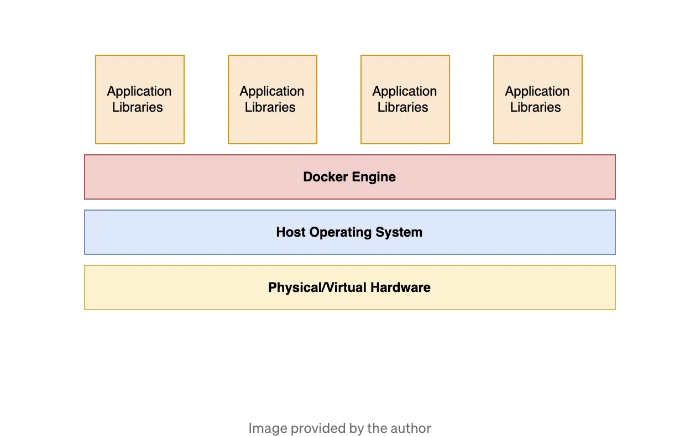 Application
Libraries
Application
Libraries
Application
Libraries
Application
Libraries
Docker Engine
Host Operating System
Physical/Virtual Hardware
Image provided by the author